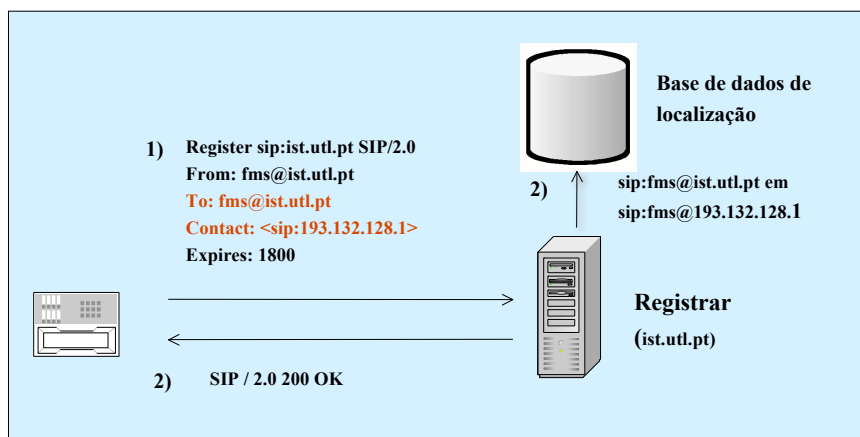 Base de dados de
localização
1) Register sip:ist.utl.pt SIP/2.0
From: fms@ist.utl.pt
To: fms@ist.utl.pt
Contact: <sip:193.132.128.1>
Expires: 1800
2) sip:fms@ist.utl.pt em
sip:fms@193.132.128.1
Registrar
(ist.utl.pt)
2) SIP / 2.0 200 OK